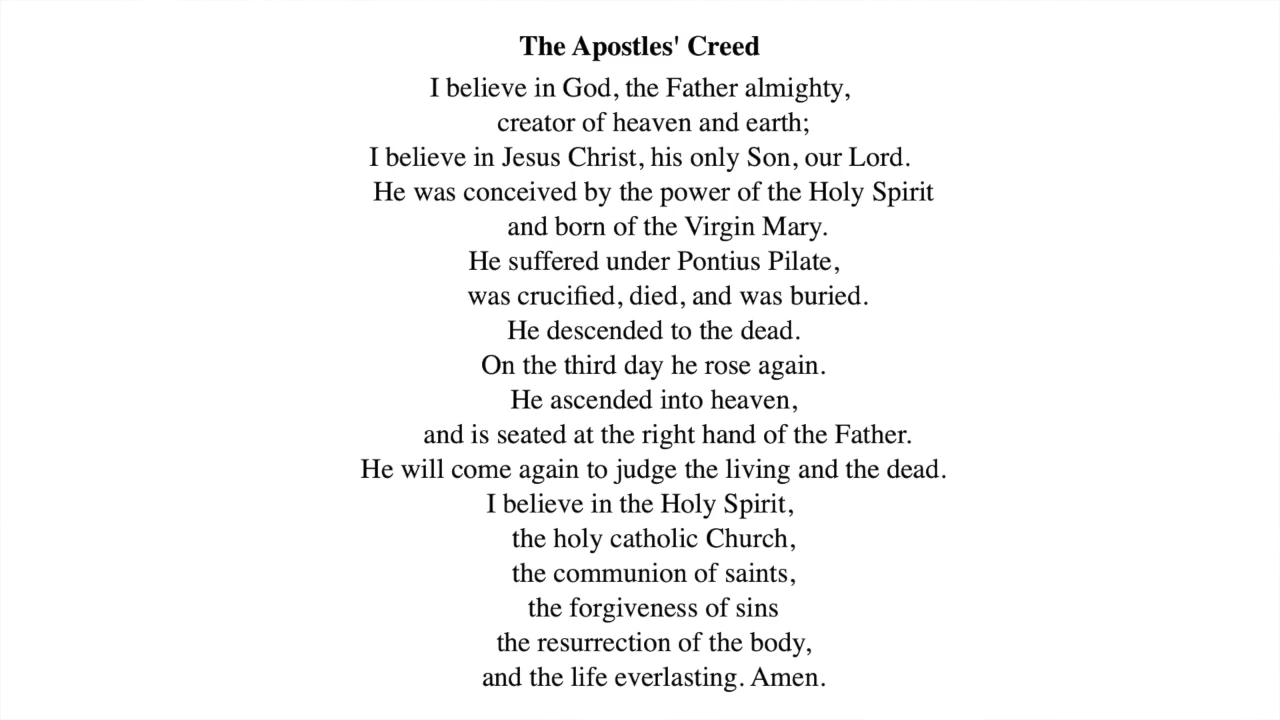 The Apostles' Creed
I believe in God, the Father almighty,
creator of heaven and earth;
I believe in Jesus Christ, his only Son, our Lord.
He was conceived by the power of the Holy Spirit
and born of the Virgin Mary.
He suffered under Pontius Pilate,
was crucified, died, and was buried.
He descended to the dead.
On the third day he rose again.
He ascended into heaven,
and is seated at the right hand of the Father.
He will come again to judge the living and the dead.
I believe in the Holy Spirit,
the holy catholic Church,
the communion of saints,
the forgiveness of sins
the resurrection of the body,
and the life everlasting. Amen.